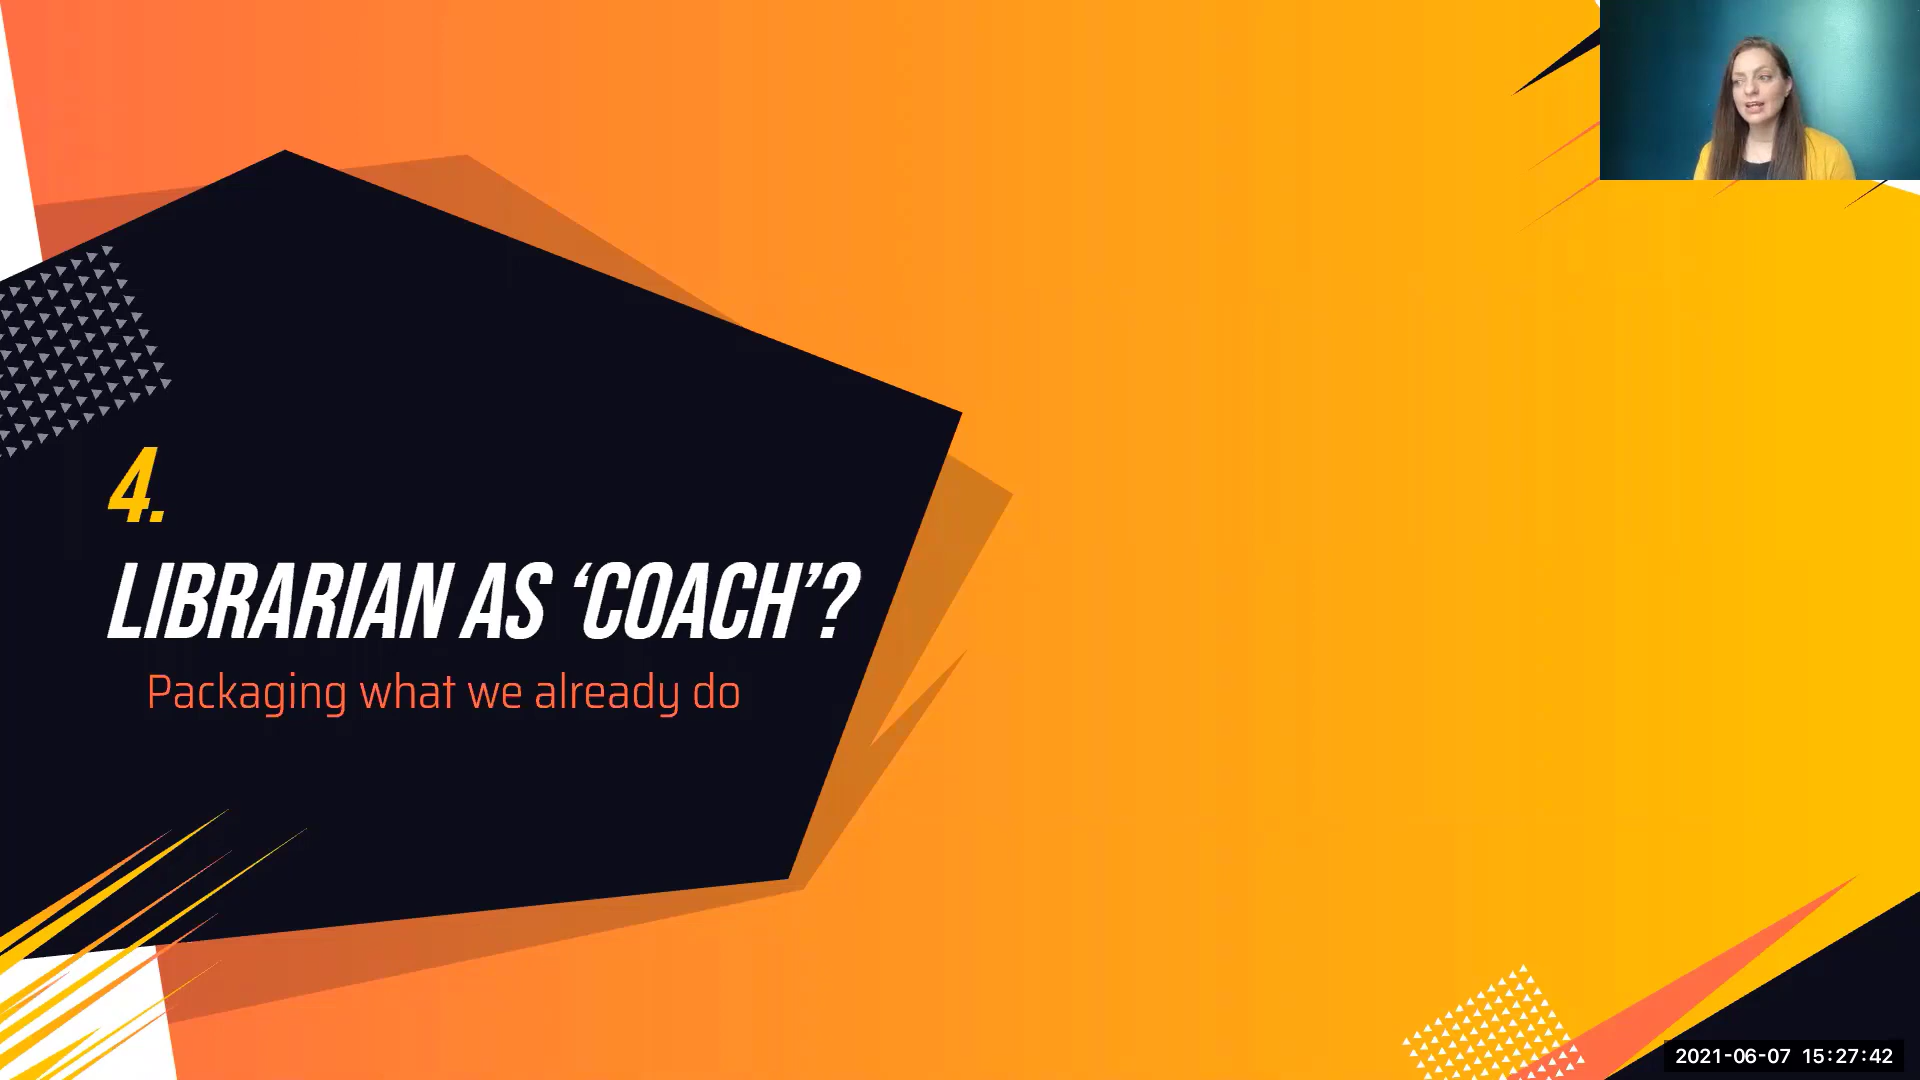 4.
LIBRARIAN AS ‘COACH’?
Packaging what we already do
2021-06-07 15:27:42